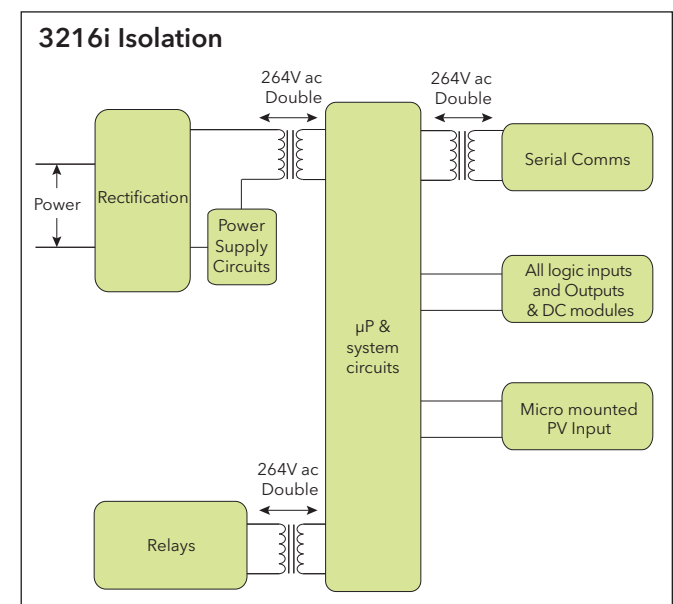 3216i Isolation
264V ac
Double
264V ac
Double
Rectification
Power
Power
Supply
Circuits
Serial Comms
All logic inputs
and Outputs
& DC modules
µP &
system
circuits
Micro mounted
PV Input
264V ac
Double
Relays